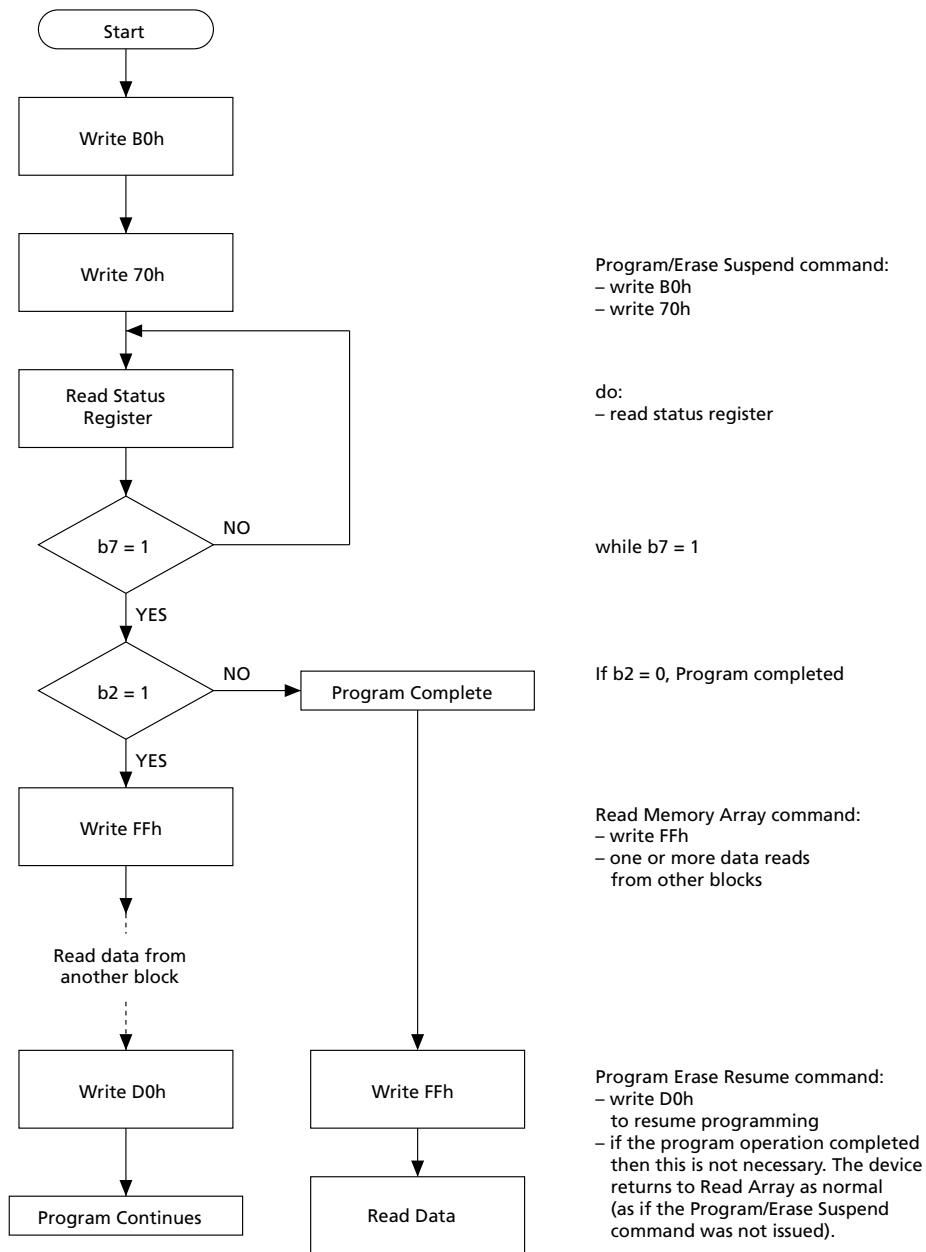 Start
Write B0h
Write 70h
Program/Erase Suspend command:
– write B0h
– write 70h
Read Status
Register
do:
– read status register
NO
b7 = 1
while b7 = 1
YES
NO
b2 = 1
Program Complete
If b2 = 0, Program completed
YES
Write FFh
Read Memory Array command:
– write FFh
– one or more data reads
from other blocks
Read data from
another block
Write D0h
Write FFh
Program Erase Resume command:
– write D0h
to resume programming
– if the program operation completed
then this is not necessary. The device
returns to Read Array as normal
(as if the Program/Erase Suspend
command was not issued).
Program Continues
Read Data